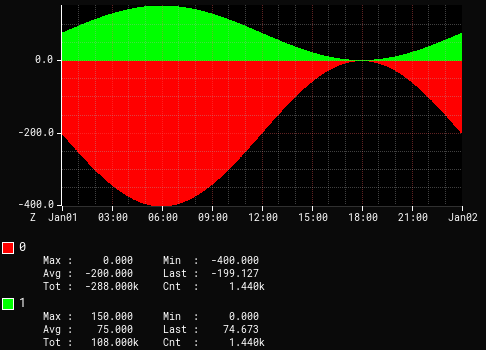 0.0
-200.0
-400.0
Z Jan01 03:00 06:00 09:00 12:00 15:00 18:00 21:00 Jan02
0
Max : 0.000 Min : -400.000
Avg : -200.000 Last : -199.127
Tot : -288.000k Cnt : 1.440k
1
Max : 150.000 Min : 0.000
Avg : 75.000 Last : 74.673
Tot : 108.000k Cnt : 1.440k